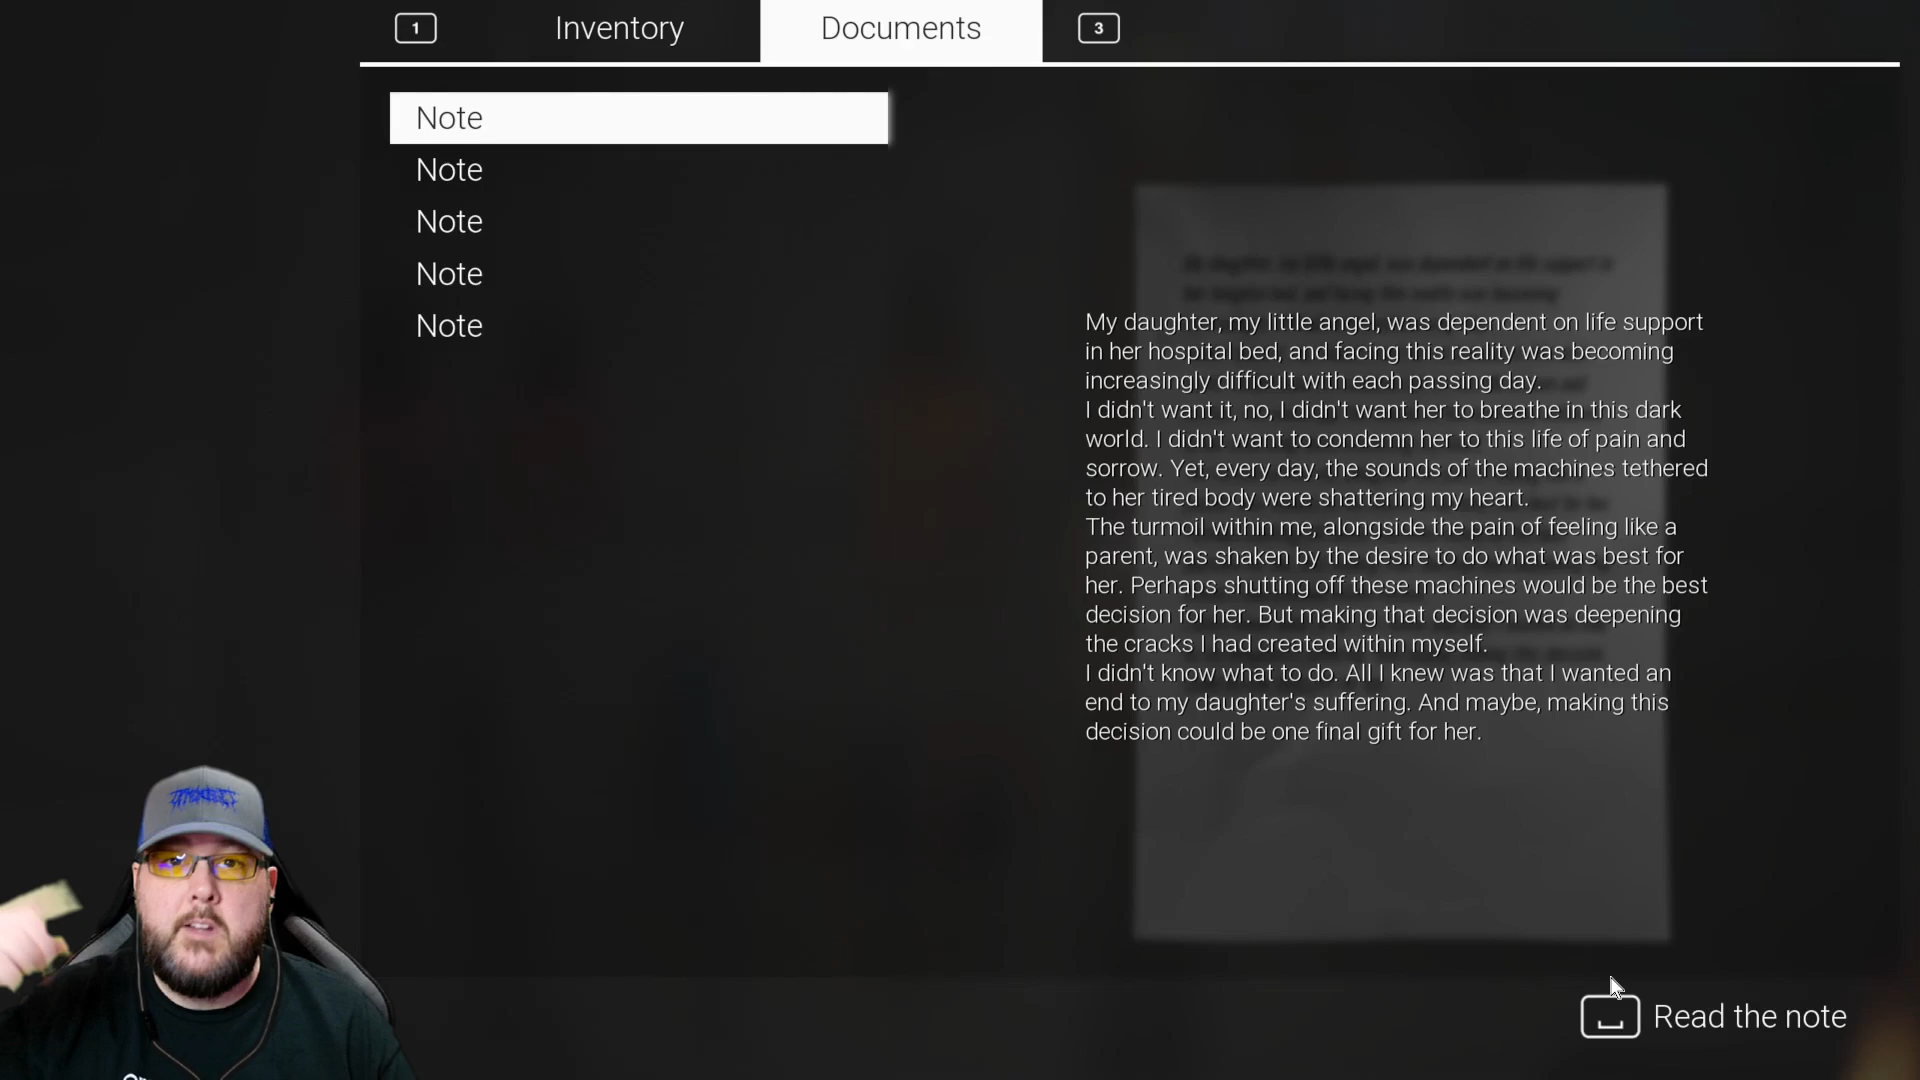 1 Inventory Documents 3
Note
Note
Note
Note
Note
My daughter, my little angel, was dependent on life support
in her hospital bed, and facing this reality was becoming
increasingly difficult with each passing day.
I didn't want it, no, I didn't want her to breathe in this dark
world. I didn't want to condemn her to this life of pain and
sorrow. Yet, every day, the sounds of the machines tethered
to her tired body were shattering my heart.
The turmoil within me, alongside the pain of feeling like a
parent, was shaken by the desire to do what was best for
her. Perhaps shutting off these machines would be the best
decision for her. But making that decision was deepening
the cracks I had created within myself.
I didn't know what to do. All I knew was that I wanted an
end to my daughter's suffering. And maybe, making this
decision could be one final gift for her.
Read the note